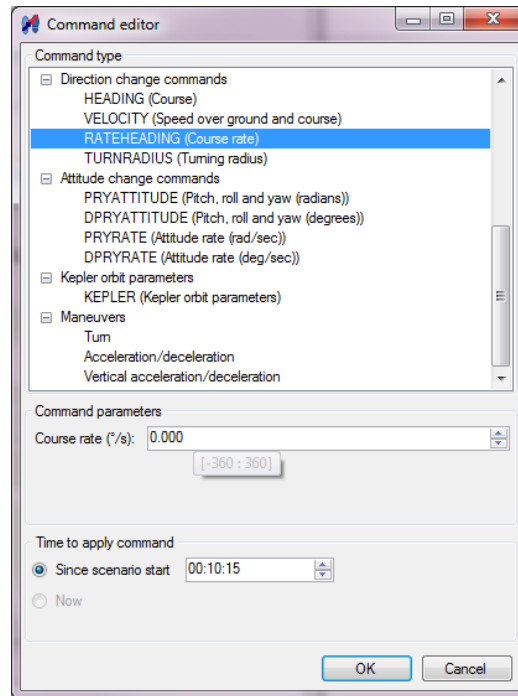 Command editor
Command type
Direction change commands
HEADING (Course)
VELOCITY (Speed over ground and course)
RATEHEADING (Course rate)
TURNRADIUS (Turning radius)
Attitude change commands
PRYATTITUDE (Pitch, roll and yaw (radians))
DPRYATTITUDE (Pitch, roll and yaw (degrees))
PRYRATE (Attitude rate (rad/sec))
DPRYRATE (Attitude rate (deg/sec))
Kepler orbit parameters
KEPLER (Kepler orbit parameters)
Maneuvers
Turn
Acceleration/deceleration
Vertical acceleration/deceleration
Command parameters
Course rate (°/s): 0.000
[-360 : 360]
Time to apply command
Since scenario start 00:10:15
Now
OK Cancel